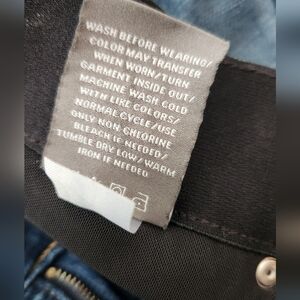 WASH BEFORE WEARING/
COLOR MAY TRANSFER
WHEN WORN/TURN
GARMENT INSIDE OUT/
MACHINE WASH COLD
WITH LIKE COLORS/
NORMAL CYCLE/USE
ONLY NON CHLORINE
BLEACH IF NEEDED/
TUMBLE DRY LOW/WARM
IRON IF NEEDED